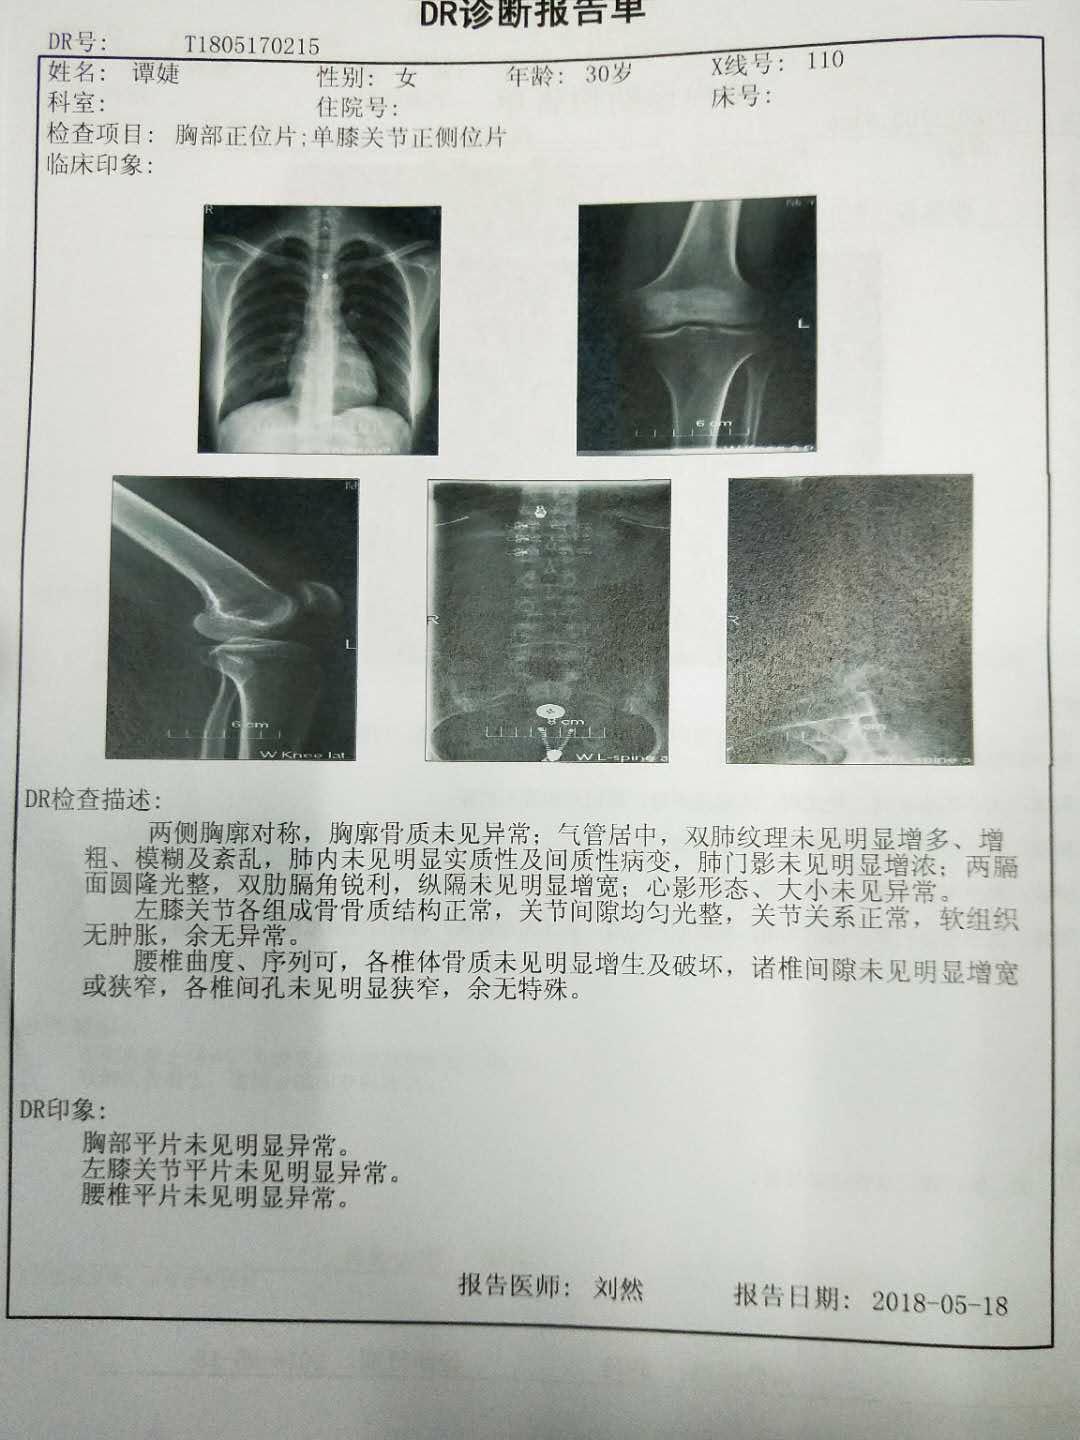 DR诊断报告单
DR号: T1805170215
姓名: 谭婕 性别: 女 年龄: 30岁 X线号: 110
科室: 住院号: 床号:
检查项目: 胸部正位片;单膝关节正侧位片
临床印象:
R
L
6 cm
L
6 cm
W Knee lat
R
8 cm
W L-spine a
R
W L-spine a
DR检查描述:
两侧胸廓对称，胸廓骨质未见异常；气管居中，双肺纹理未见明显增多、增
粗、模糊及紊乱，肺内未见明显实质性及间质性病变，肺门影未见明显增浓；两膈
面圆隆光整，双肋膈角锐利，纵隔未见明显增宽；心影形态、大小未见异常。
左膝关节各组成骨骨质结构正常，关节间隙均匀光整，关节关系正常，软组织
无肿胀，余无异常。
腰椎曲度、序列可，各椎体骨质未见明显增生及破坏，诸椎间隙未见明显增宽
或狭窄，各椎间孔未见明显狭窄，余无特殊。
DR印象:
胸部平片未见明显异常。
左膝关节平片未见明显异常。
腰椎平片未见明显异常。
报告医师: 刘然 报告日期: 2018-05-18